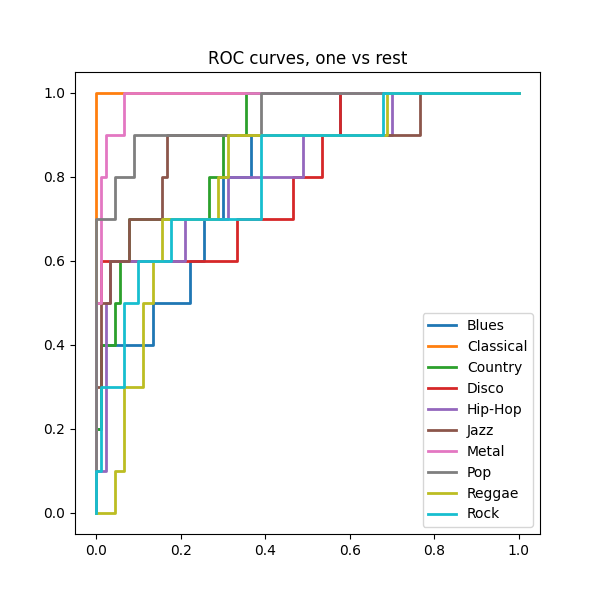 ROC curves, one vs rest
1.0
0.8
0.6
0.4
0.2
0.0
Blues
Classical
Country
Disco
Hip-Hop
Jazz
Metal
Pop
Reggae
Rock
0.0 0.2 0.4 0.6 0.8 1.0